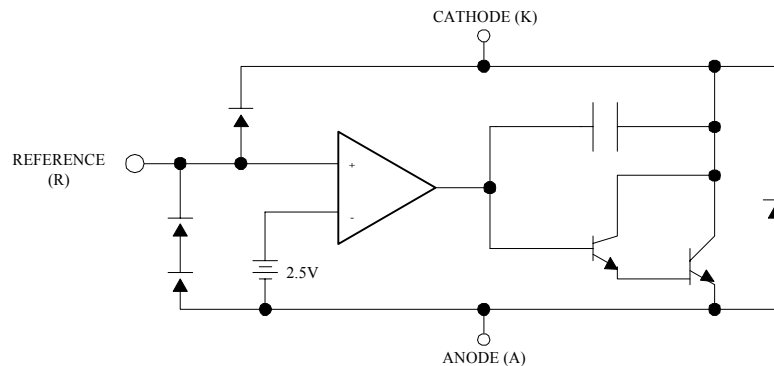 CATHODE (K)
REFERENCE
(R)
+
-
2.5V
ANODE (A)